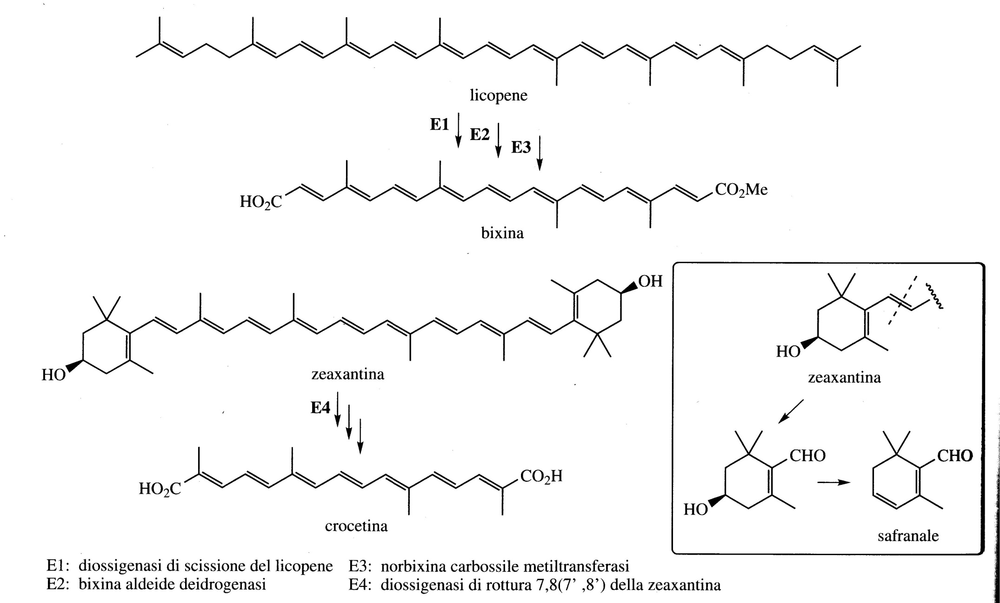 licopene
E1
E2
E3
HO₂C
CO₂Me
bixina
OH
HO
zeaxantina
E4
HO₂C
CO₂H
crocetina
HO
zeaxantina
CHO
HO
CHO
safranale
E1: diossigenasi di scissione del licopene E3: norbixina carbossile metiltransferasi
E2: bixina aldeide deidrogenasi E4: diossigenasi di rottura 7,8(7’ ,8’) della zeaxantina